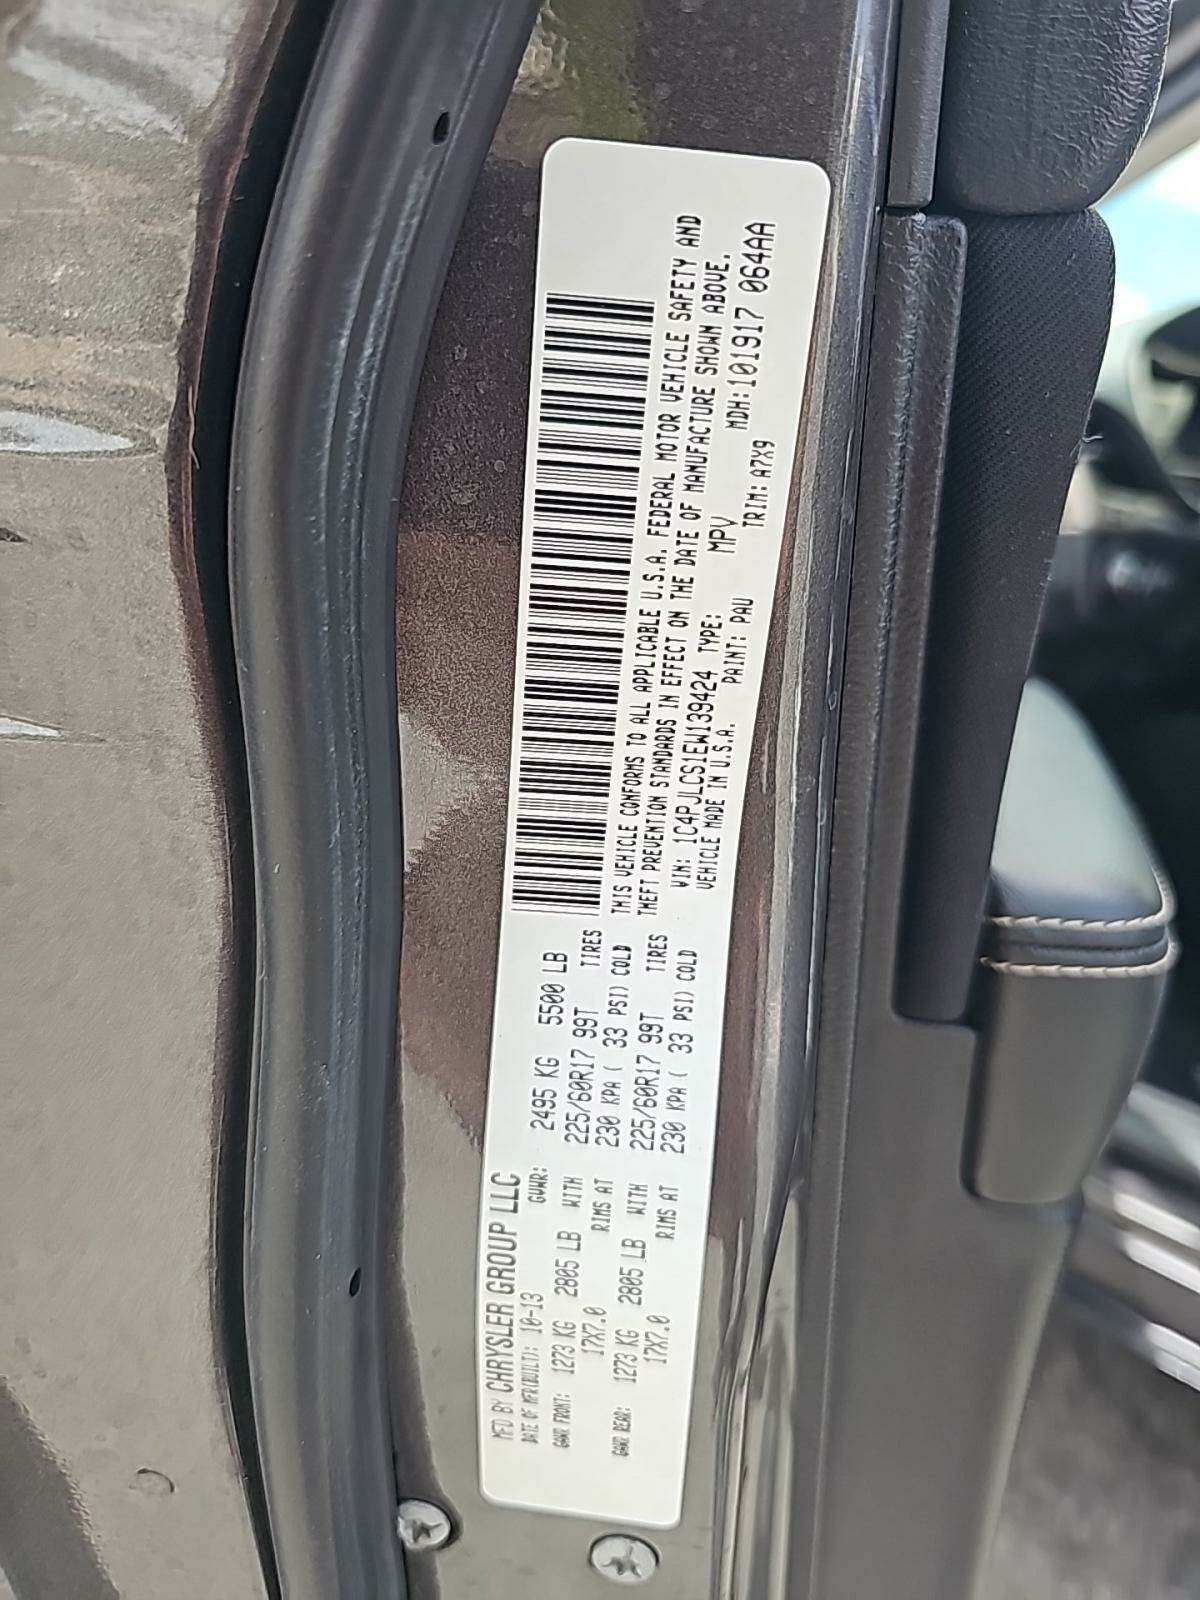 MFD BY CHRYSLER GROUP LLC
DATE OF MFR(BUILT): 10-13 GVWR: 2495 KG 5500 LB
GAWR FRONT: 1273 KG 2805 LB WITH 225/60R17 99T TIRES
17X7.0 RIMS AT 230 KPA ( 33 PSI) COLD
GAWR REAR: 1273 KG 2805 LB WITH 225/60R17 99T TIRES
17X7.0 RIMS AT 230 KPA ( 33 PSI) COLD
THIS VEHICLE CONFORMS TO ALL APPLICABLE U.S.A. FEDERAL MOTOR VEHICLE SAFETY AND
THEFT PREVENTION STANDARDS IN EFFECT ON THE DATE OF MANUFACTURE SHOWN ABOVE.
VIN: 1C4PJLCS1EW139424 TYPE: MPV MDH:101917 064AA
VEHICLE MADE IN U.S.A. PAINT: PAU TRIM: A7X9